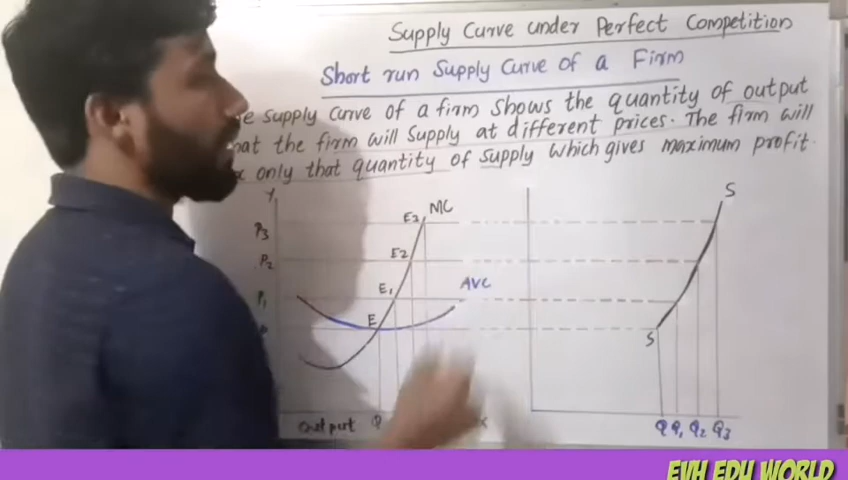 Supply Curve under Perfect Competition
Short run Supply Curve of a Firm
supply curve of a firm shows the quantity of output
the firm will supply at different prices. The firm will
only that quantity of supply which gives maximum profit.
Y
MC
S
E3
P3
E2
P2
AVC
E1
P1
E
S
Output
Q
X
Q Q1 Q2 Q3
EVH EDU WORLD